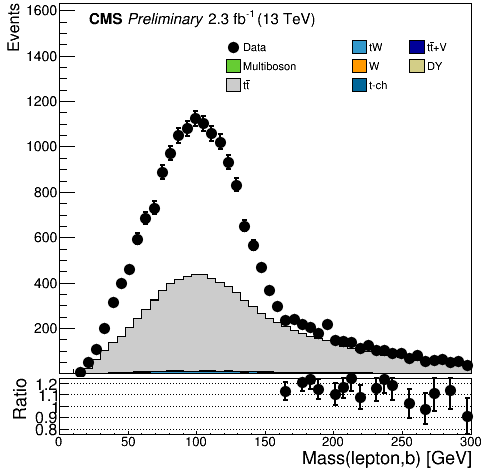 CMS Preliminary 2.3 fb⁻¹ (13 TeV)
Events
1600
1400
1200
1000
800
600
400
200
Data
Multiboson
tt̄
tW
W
t-ch
tt̄+V
DY
Ratio
1.2
1.1
1
0.9
0.8
0 50 100 150 200 250 300
Mass(lepton,b) [GeV]